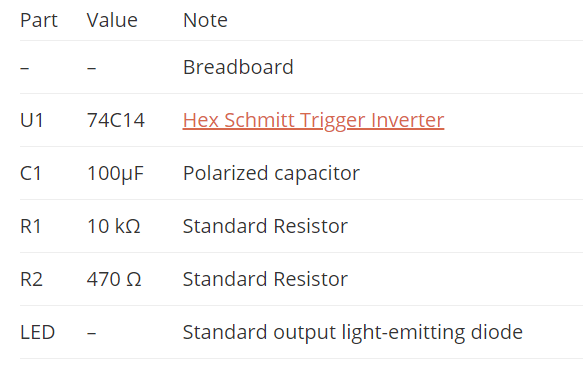 Part Value Note
– – Breadboard
U1 74C14 Hex Schmitt Trigger Inverter
C1 100µF Polarized capacitor
R1 10 kΩ Standard Resistor
R2 470 Ω Standard Resistor
LED – Standard output light-emitting diode